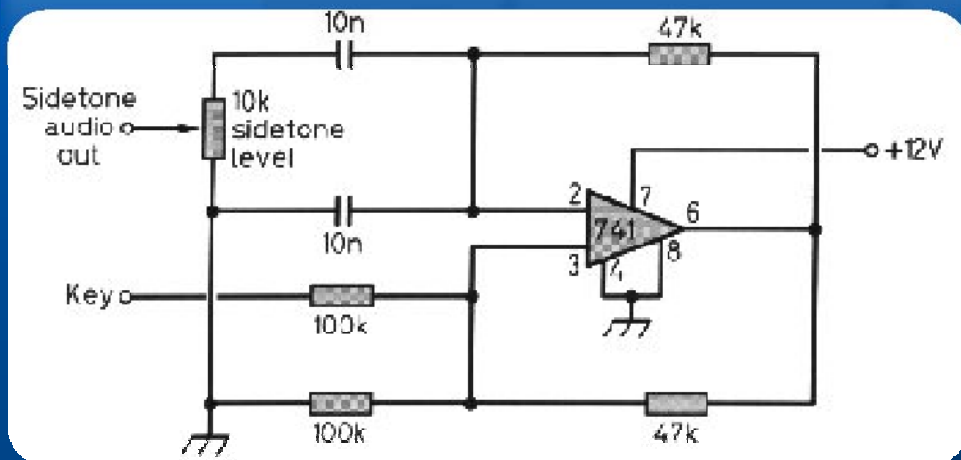 10n
47k
Sidetone
audio
out
10k
sidetone
level
+12V
2
7
741
6
3
4
8
10n
Key
100k
100k
47k